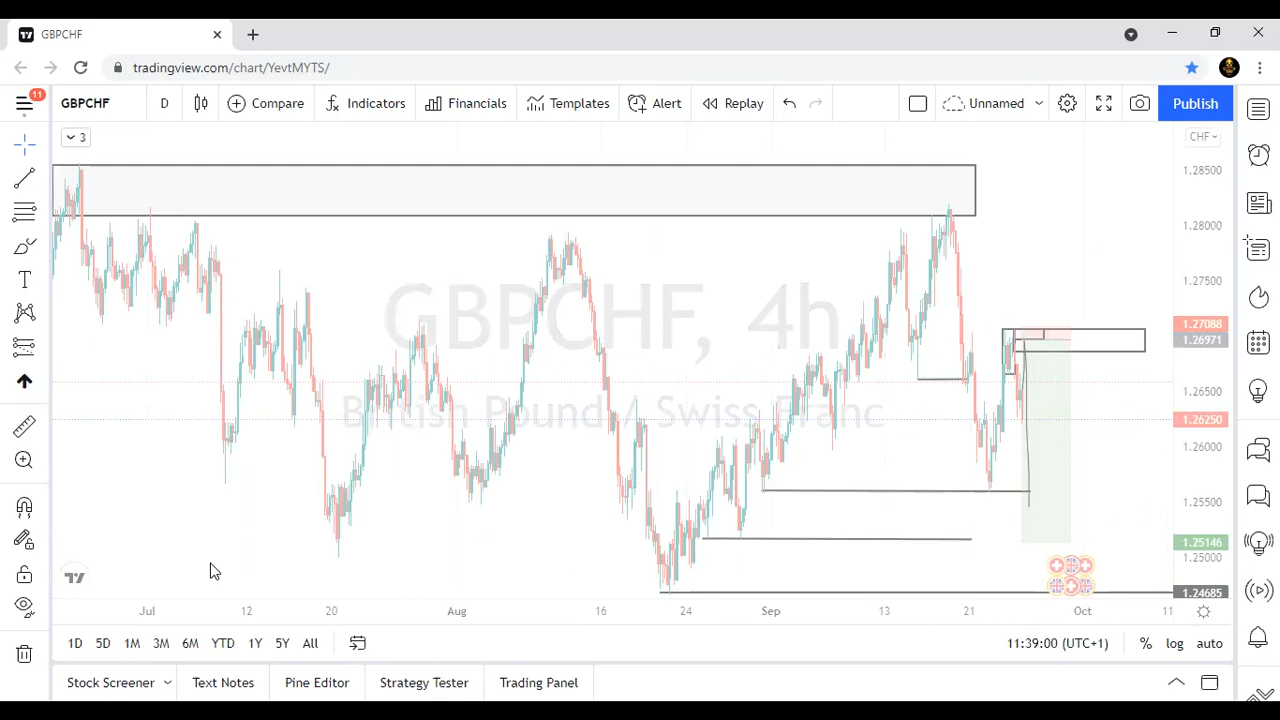 GBPCHF
tradingview.com/chart/YevtMYTS/
11
GBPCHF
D
Compare
Indicators
Financials
Templates
Alert
Replay
Unnamed
Publish
3
CHF
GBPCHF, 4h
British Pound / Swiss Franc
1.28500
1.28000
1.27500
1.27088
1.26971
1.26500
1.26250
1.26000
1.25500
1.25146
1.25000
1.24685
Jul
12
20
Aug
16
24
Sep
13
21
Oct
11
1D
5D
1M
3M
6M
YTD
1Y
5Y
All
11:39:00 (UTC+1)
%
log
auto
Stock Screener
Text Notes
Pine Editor
Strategy Tester
Trading Panel